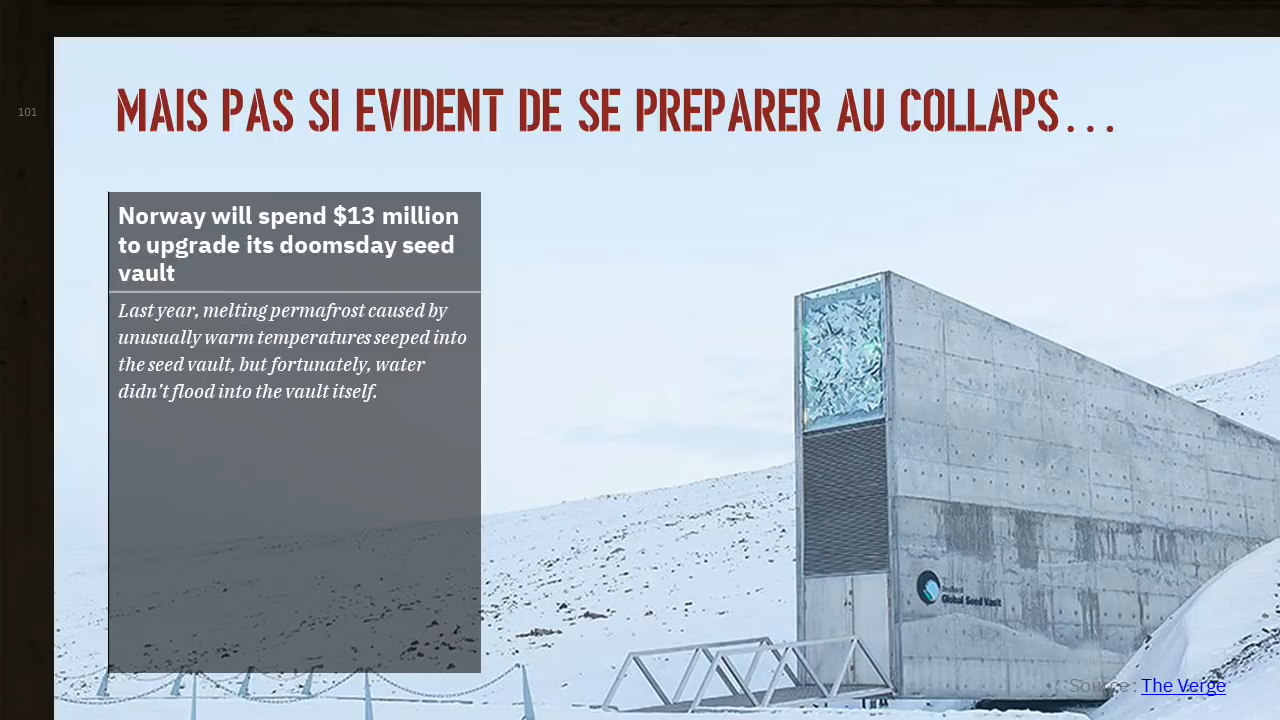 101
MAIS PAS SI EVIDENT DE SE PREPARER AU COLLAPS...
Norway will spend $13 million
to upgrade its doomsday seed
vault
Last year, melting permafrost caused by
unusually warm temperatures seeped into
the seed vault, but fortunately, water
didn't flood into the vault itself.
Global Seed Vault
Source : The Verge